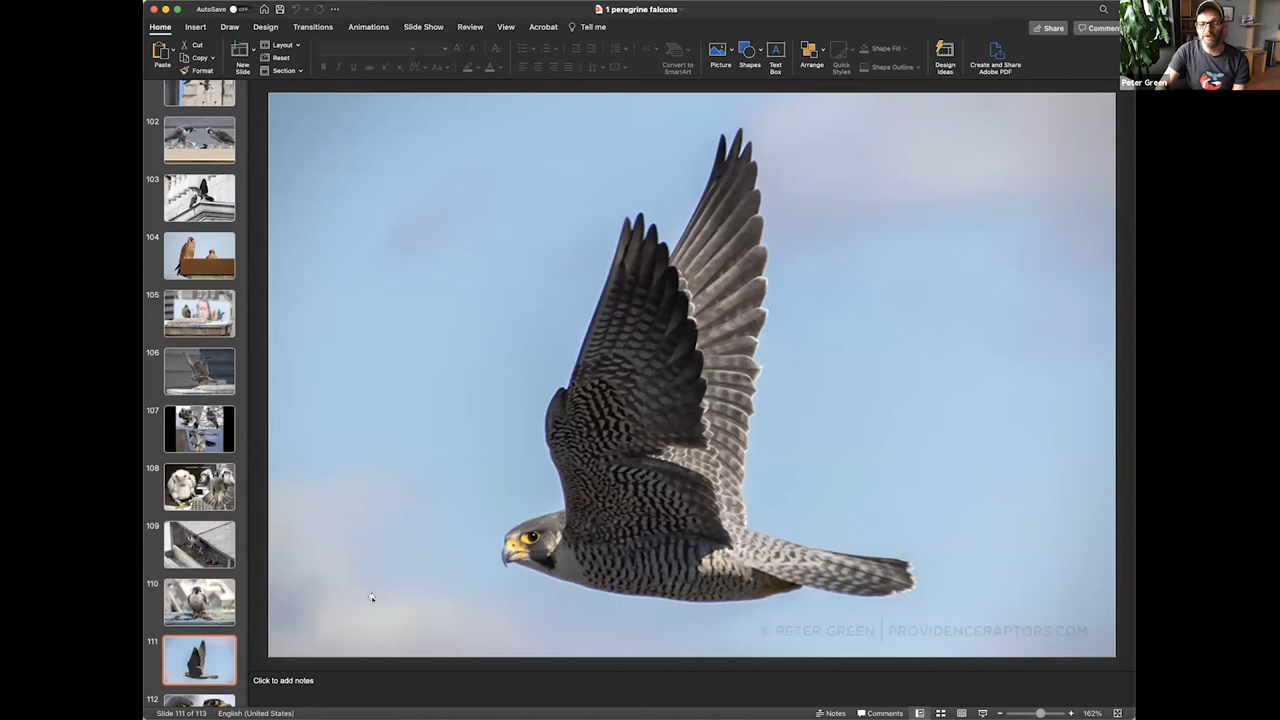 AutoSave OFF
1 peregrine falcons
Home Insert Draw Design Transitions Animations Slide Show Review View Acrobat Tell me
Share Comments
Paste
Cut
Copy
Format
New Slide
Layout
Reset
Section
Convert to SmartArt
Picture
Shapes
Text Box
Arrange
Quick Styles
Shape Fill
Shape Outline
Design Ideas
Create and Share Adobe PDF
Peter Green
102
103
104
105
106
107
108
109
110
111
112
© PETER GREEN | PROVIDENCERAPTORS.COM
Click to add notes
Slide 111 of 113 English (United States) Notes Comments 162%